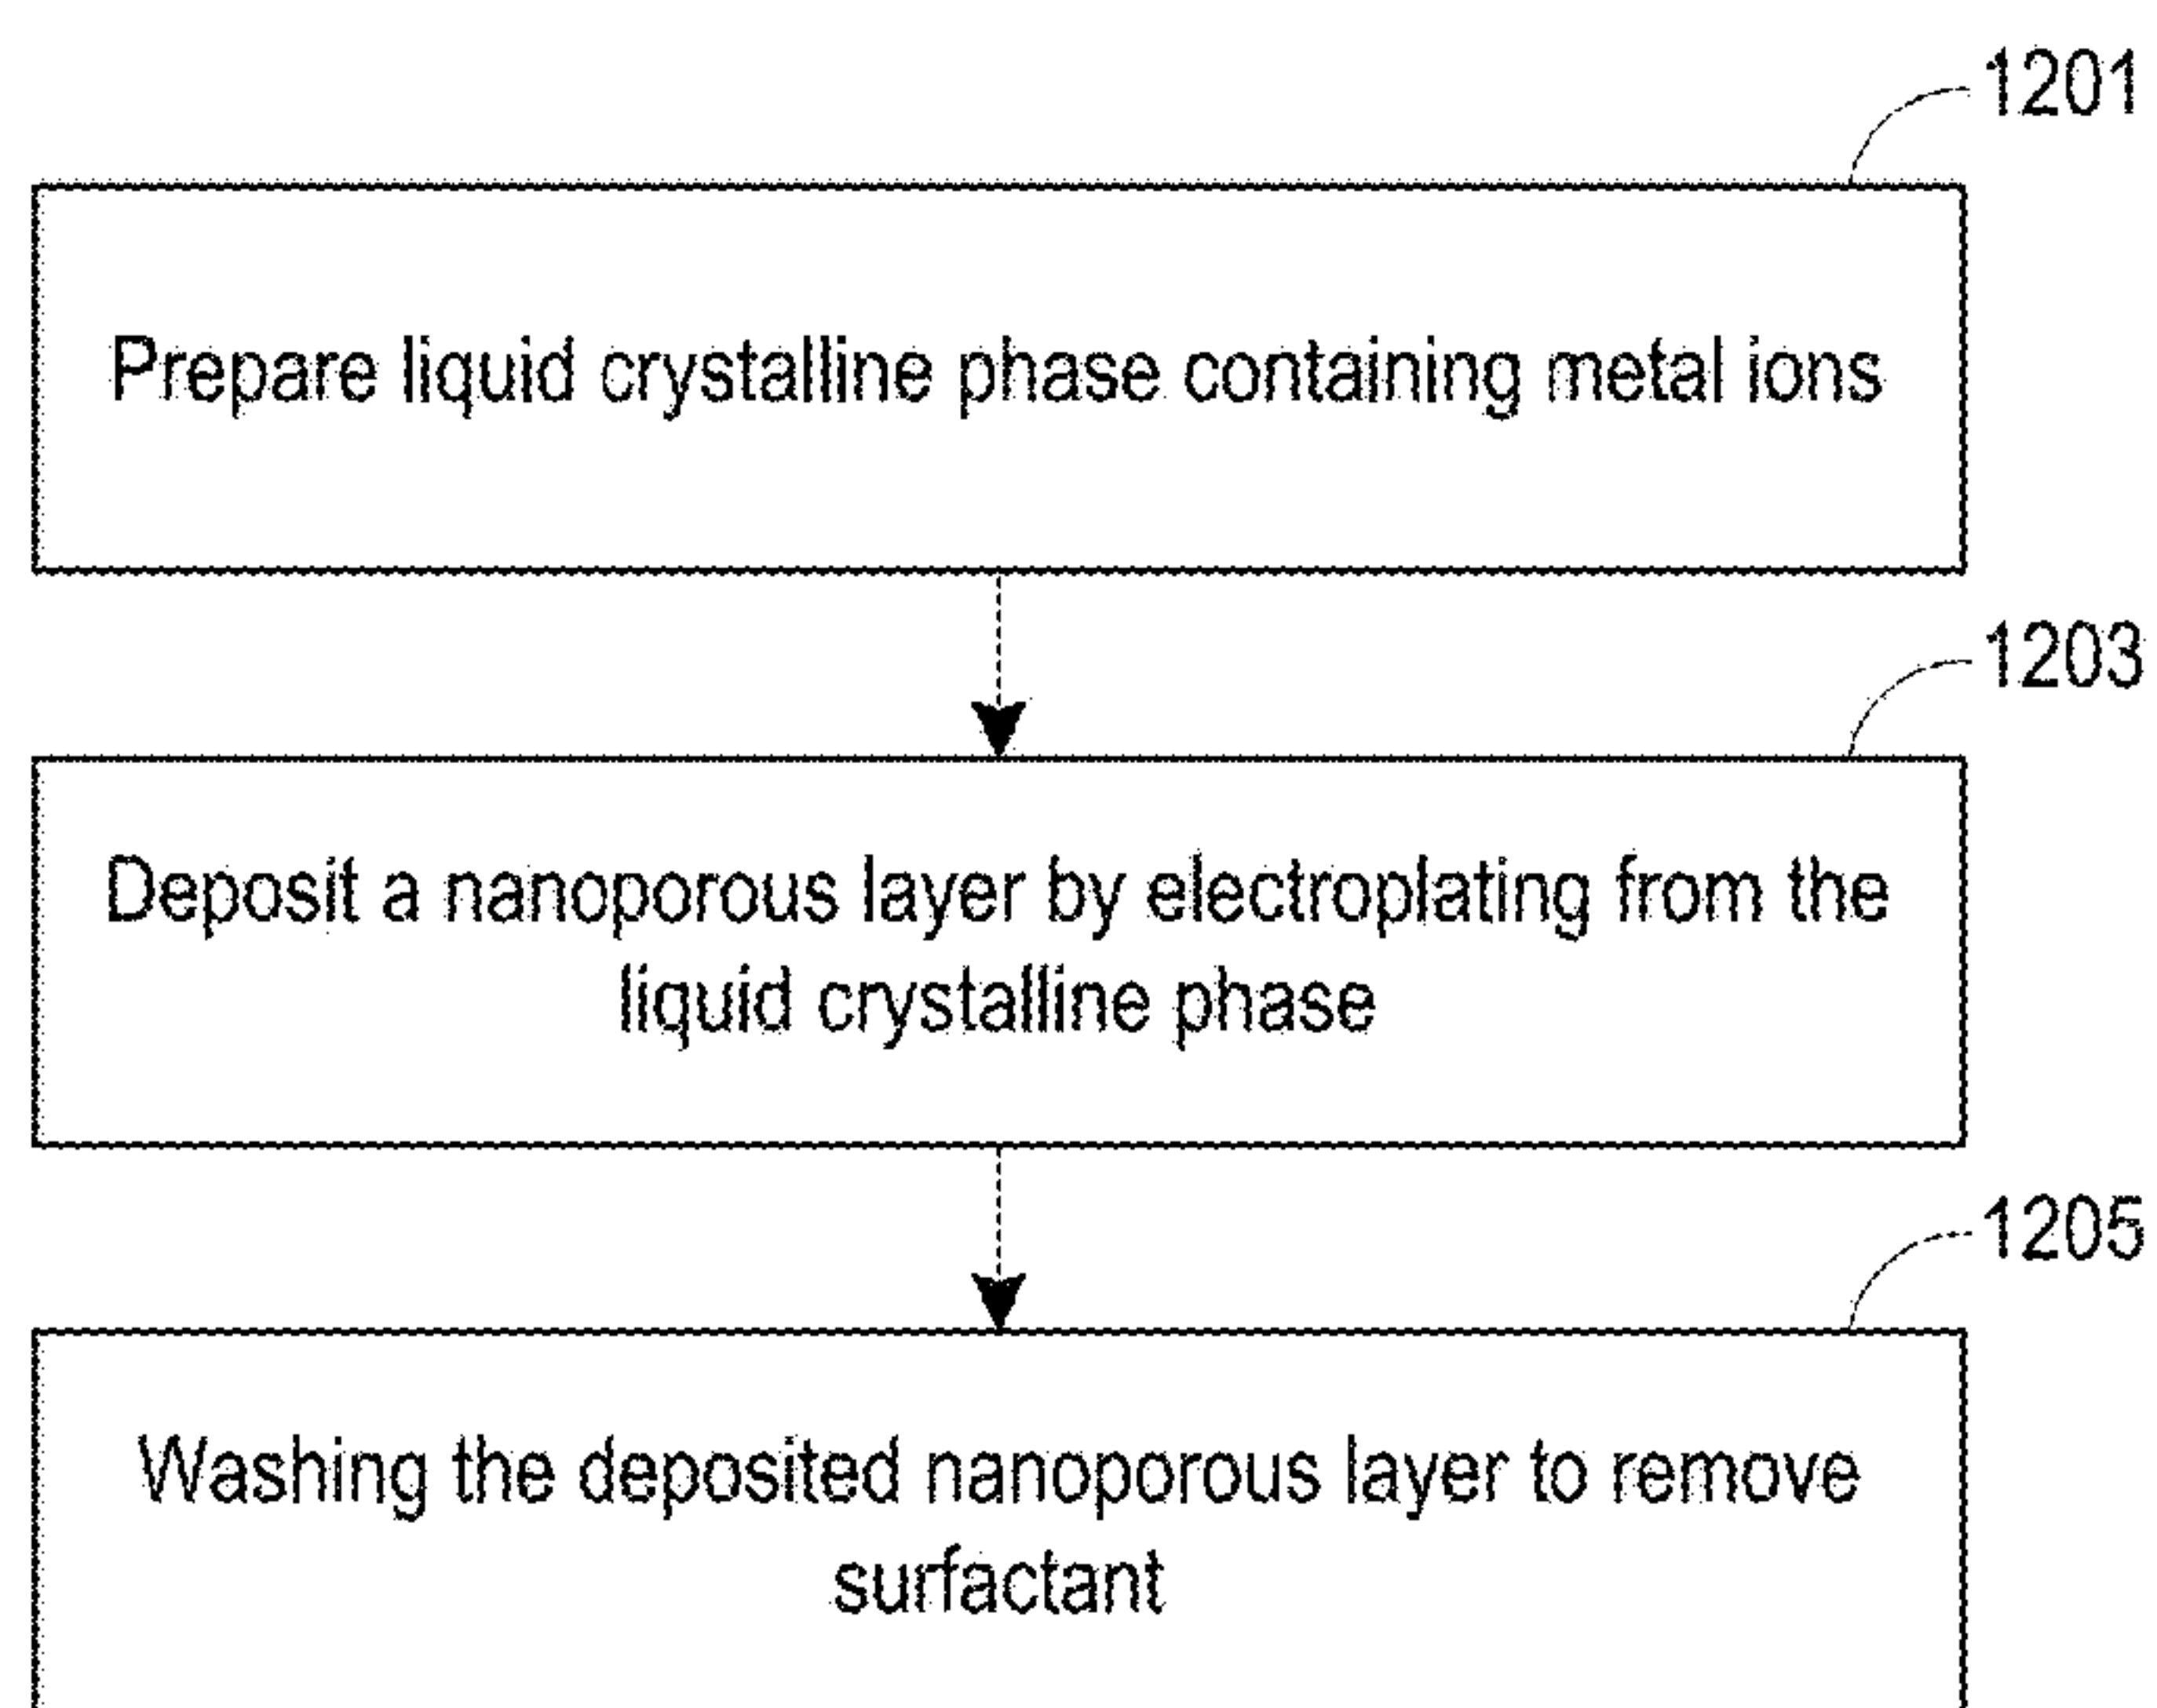 1201
Prepare liquid crystalline phase containing metal ions
1203
Deposit a nanoporous layer by electroplating from the
liquid crystalline phase
1205
Washing the deposited nanoporous layer to remove
surfactant